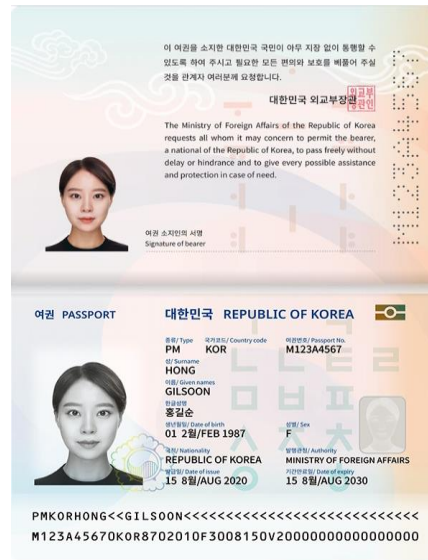 이 여권을 소지한 대한민국 국민이 아무 지장 없이 통행할 수
있도록 하여 주시고 필요한 모든 편의와 보호를 베풀어 주실
것을 관계자 여러분께 요청합니다.
대한민국 외교부장관
The Ministry of Foreign Affairs of the Republic of Korea
requests all whom it may concern to permit the bearer,
a national of the Republic of Korea, to pass freely without
delay or hindrance and to give every possible assistance
and protection in case of need.
여권 소지인의 서명
Signature of bearer
여권 PASSPORT
대한민국 REPUBLIC OF KOREA
종류/ Type 국가코드/ Country code 여권번호/ Passport No.
PM KOR M123A4567
성/ Surname
HONG
이름/ Given names
GILSOON
한글성명
홍길순
생년월일/ Date of birth 성별/ Sex
01 2월/FEB 1987 F
국적/ Nationality 발행관청/ Authority
REPUBLIC OF KOREA MINISTRY OF FOREIGN AFFAIRS
발급일/ Date of issue 기간만료일/ Date of expiry
15 8월/AUG 2020 15 8월/AUG 2030
PMKORHONG<<GILSOON<<<<<<<<<<<<<<<<<<<<<<<<<<
M123A4567OKOR8702010F3008150V20000000000000000